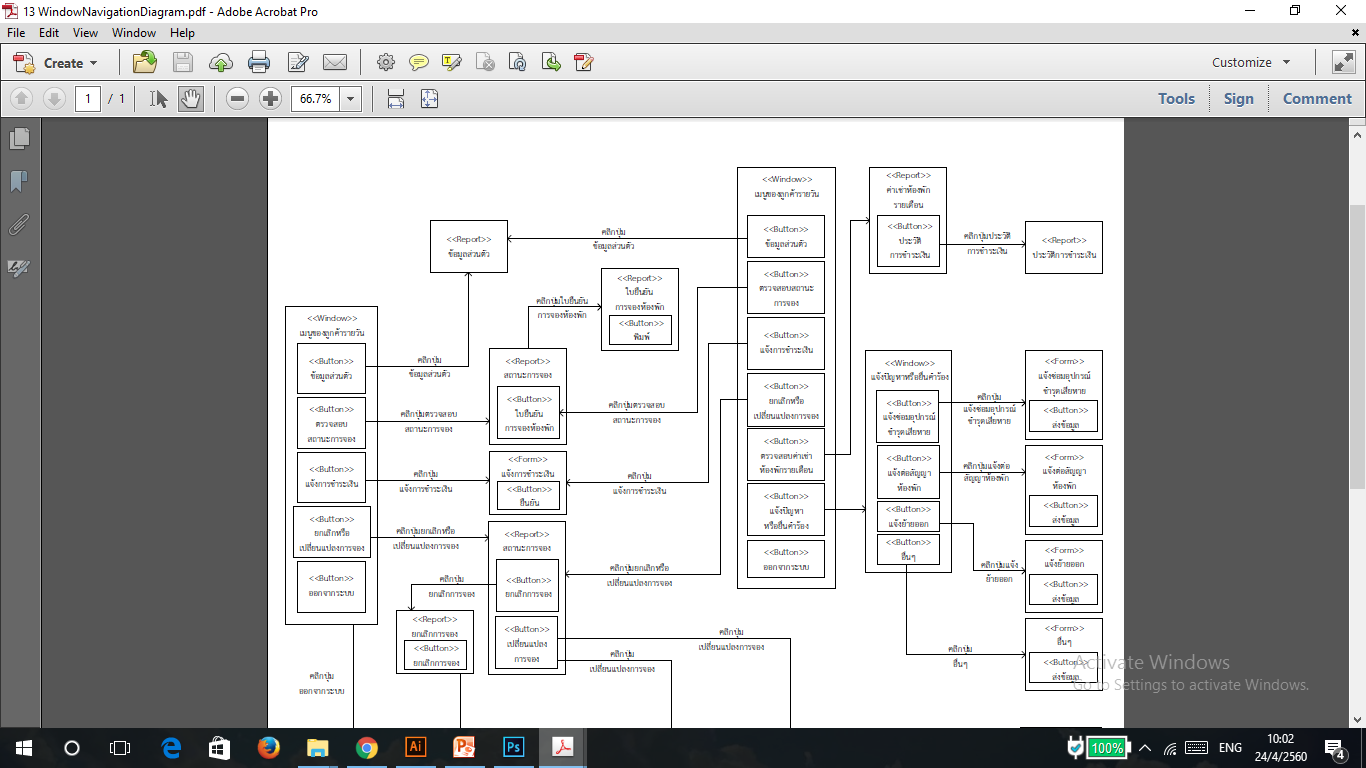 13 WindowNavigationDiagram.pdf - Adobe Acrobat Pro
File Edit View Window Help
Create
Customize
1 / 1
66.7%
Tools Sign Comment
<<Window>>
เมนูของลูกค้ารายวัน
<<Button>>
ข้อมูลส่วนตัว
<<Button>>
ตรวจสอบ
สถานะการจอง
<<Button>>
แจ้งการชำระเงิน
<<Button>>
ยกเลิกหรือ
เปลี่ยนแปลงการจอง
<<Button>>
ออกจากระบบ
คลิกปุ่ม
ออกจากระบบ
คลิกปุ่ม
ข้อมูลส่วนตัว
คลิกปุ่มตรวจสอบ
สถานะการจอง
คลิกปุ่ม
แจ้งการชำระเงิน
คลิกปุ่มยกเลิกหรือ
เปลี่ยนแปลงการจอง
<<Report>>
ข้อมูลส่วนตัว
คลิกปุ่มใบยืนยัน
การจองห้องพัก
<<Report>>
ใบยืนยัน
การจองห้องพัก
<<Button>>
พิมพ์
<<Report>>
สถานะการจอง
<<Button>>
ใบยืนยัน
การจองห้องพัก
<<Form>>
แจ้งการชำระเงิน
<<Button>>
ยืนยัน
<<Report>>
สถานะการจอง
<<Button>>
ยกเลิกการจอง
<<Button>>
เปลี่ยนแปลง
การจอง
คลิกปุ่ม
ยกเลิกการจอง
<<Report>>
ยกเลิกการจอง
<<Button>>
ยกเลิกการจอง
คลิกปุ่ม
ข้อมูลส่วนตัว
คลิกปุ่มตรวจสอบ
สถานะการจอง
คลิกปุ่ม
แจ้งการชำระเงิน
คลิกปุ่มยกเลิกหรือ
เปลี่ยนแปลงการจอง
คลิกปุ่ม
เปลี่ยนแปลงการจอง
คลิกปุ่ม
เปลี่ยนแปลงการจอง
<<Window>>
เมนูของลูกค้ารายวัน
<<Button>>
ข้อมูลส่วนตัว
<<Button>>
ตรวจสอบสถานะ
การจอง
<<Button>>
แจ้งการชำระเงิน
<<Button>>
ยกเลิกหรือ
เปลี่ยนแปลงการจอง
<<Button>>
ตรวจสอบค่าเช่า
ห้องพักรายเดือน
<<Button>>
แจ้งปัญหา
หรือยื่นคำร้อง
<<Button>>
ออกจากระบบ
<<Report>>
ค่าเช่าห้องพัก
รายเดือน
<<Button>>
ประวัติ
การชำระเงิน
คลิกปุ่มประวัติ
การชำระเงิน
<<Report>>
ประวัติการชำระเงิน
<<Window>>
แจ้งปัญหาหรือยื่นคำร้อง
<<Button>>
แจ้งซ่อมอุปกรณ์
ชำรุดเสียหาย
<<Button>>
แจ้งต่อสัญญา
ห้องพัก
<<Button>>
แจ้งย้ายออก
<<Button>>
อื่นๆ
คลิกปุ่ม
แจ้งซ่อมอุปกรณ์
ชำรุดเสียหาย
คลิกปุ่มแจ้งต่อ
สัญญาห้องพัก
คลิกปุ่มแจ้ง
ย้ายออก
คลิกปุ่ม
อื่นๆ
<<Form>>
แจ้งซ่อมอุปกรณ์
ชำรุดเสียหาย
<<Button>>
ส่งข้อมูล
<<Form>>
แจ้งต่อสัญญา
ห้องพัก
<<Button>>
ส่งข้อมูล
<<Form>>
แจ้งย้ายออก
<<Button>>
ส่งข้อมูล
<<Form>>
อื่นๆ
<<Button>>
ส่งข้อมูล
Activate Windows
Go to Settings to activate Windows.
Ai
Ps
100%
ENG
10:02
24/4/2560
4